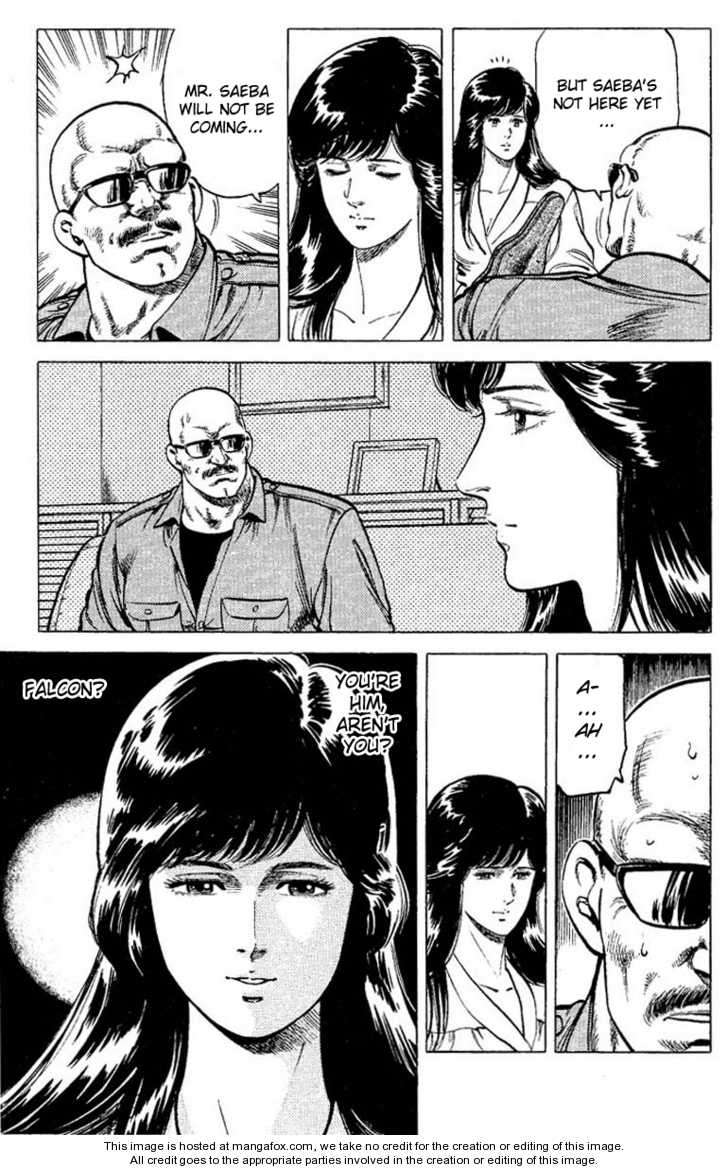 BUT SAEBA'S
NOT HERE YET
...
MR. SAEBA
WILL NOT BE
COMING...
A-
...
AH
...
YOU'RE
HIM,
AREN'T
YOU?
FALCON?
This image is hosted at mangafox.com, we take no credit for the creation or editing of this image.
All credit goes to the appropriate parties involved in the creation or editing of this image.